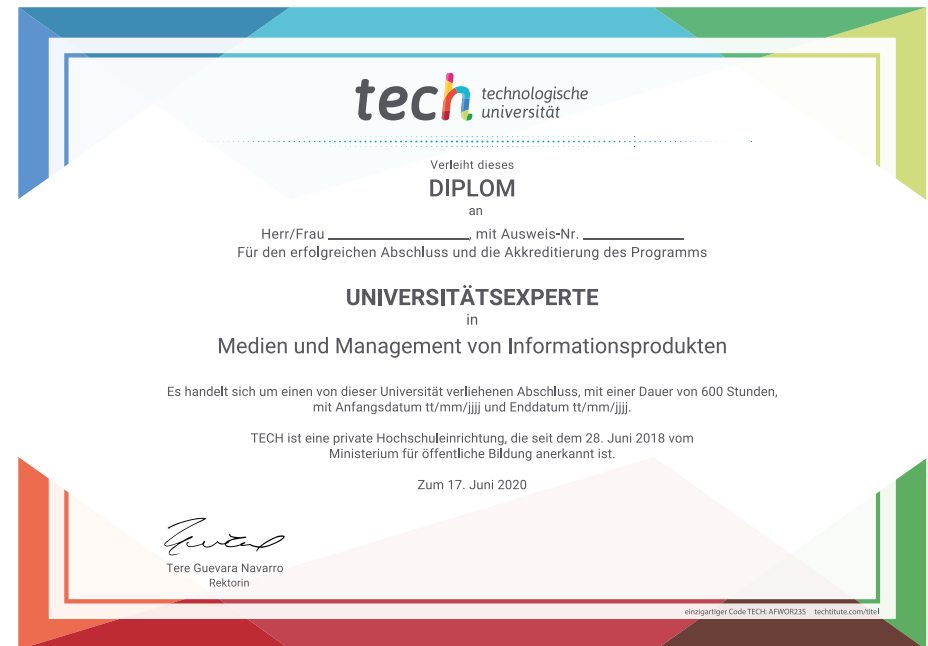 tech technologische
universität
Verleiht dieses
DIPLOM
an
Herr/Frau ____________________, mit Ausweis-Nr. ______________
Für den erfolgreichen Abschluss und die Akkreditierung des Programms
UNIVERSITÄTSEXPERTE
in
Medien und Management von Informationsprodukten
Es handelt sich um einen von dieser Universität verliehenen Abschluss, mit einer Dauer von 600 Stunden,
mit Anfangsdatum tt/mm/jjjj und Enddatum tt/mm/jjjj.
TECH ist eine private Hochschuleinrichtung, die seit dem 28. Juni 2018 vom
Ministerium für öffentliche Bildung anerkannt ist.
Zum 17. Juni 2020
Tere Guevara Navarro
Rektorin
einzigartiger Code TECH: AFWOR23S techtitute.com/titel